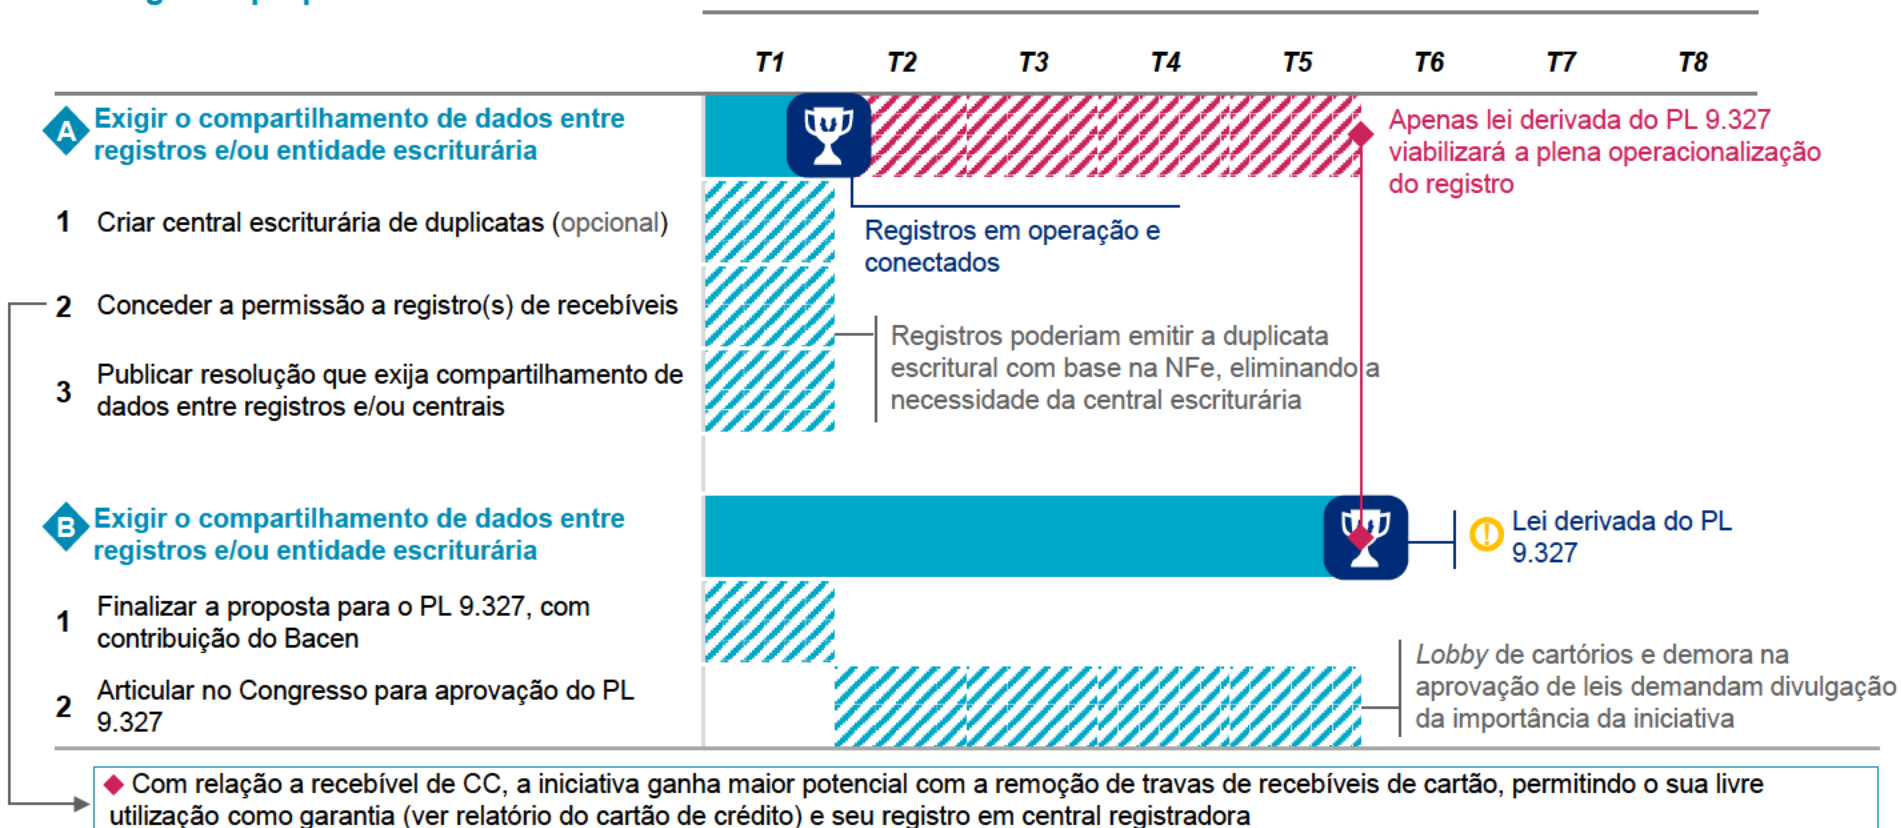 T1 T2 T3 T4 T5 T6 T7 T8
A Exigir o compartilhamento de dados entre
registros e/ou entidade escriturária
Apenas lei derivada do PL 9.327
viabilizará a plena operacionalização
do registro
1 Criar central escriturária de duplicatas (opcional)
Registros em operação e
conectados
2 Conceder a permissão a registro(s) de recebíveis
Registros poderiam emitir a duplicata
escritural com base na NFe, eliminando a
necessidade da central escriturária
3 Publicar resolução que exija compartilhamento de
dados entre registros e/ou centrais
B Exigir o compartilhamento de dados entre
registros e/ou entidade escriturária
! Lei derivada do PL
9.327
1 Finalizar a proposta para o PL 9.327, com
contribuição do Bacen
2 Articular no Congresso para aprovação do PL
9.327
Lobby de cartórios e demora na
aprovação de leis demandam divulgação
da importância da iniciativa
Com relação a recebível de CC, a iniciativa ganha maior potencial com a remoção de travas de recebíveis de cartão, permitindo o sua livre
utilização como garantia (ver relatório do cartão de crédito) e seu registro em central registradora